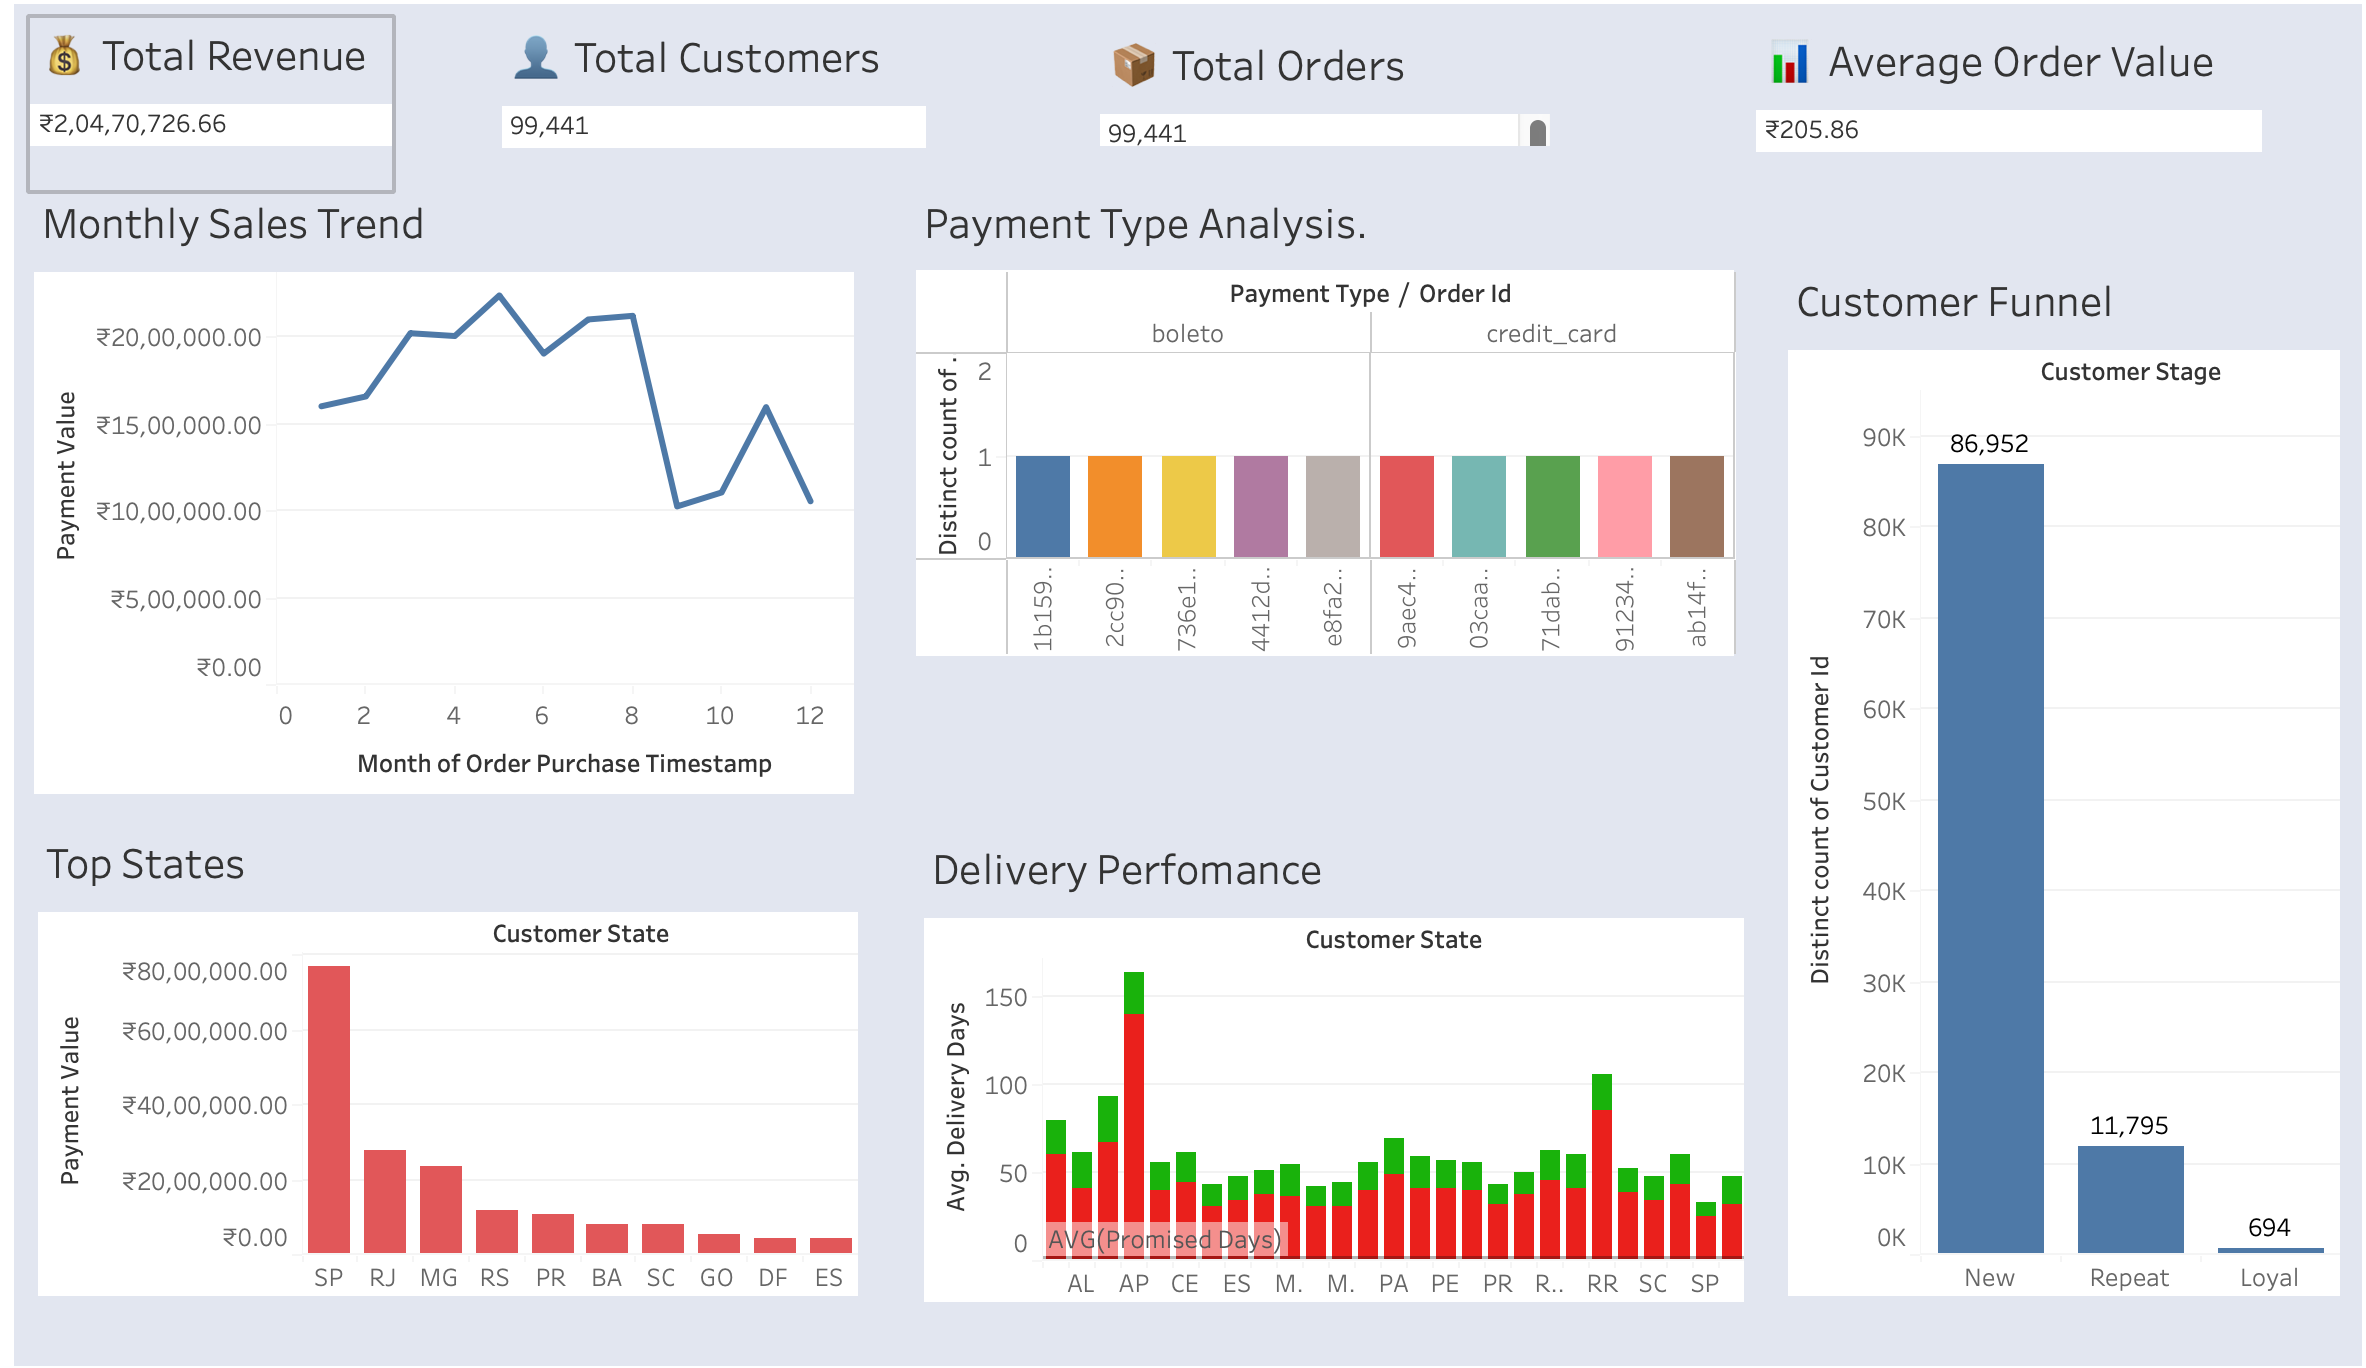 💰 Total Revenue
₹2,04,70,726.66
👤 Total Customers
99,441
📦 Total Orders
99,441
📊 Average Order Value
₹205.86
Monthly Sales Trend
Payment Value
₹20,00,000.00
₹15,00,000.00
₹10,00,000.00
₹5,00,000.00
₹0.00
0 2 4 6 8 10 12
Month of Order Purchase Timestamp
Payment Type Analysis.
Payment Type / Order Id
boleto credit_card
Distinct count of .
2
1
0
1b159.. 2cc90.. 736e1.. 4412d.. e8fa2.. 9aec4.. 03caa.. 71dab.. 91234.. ab14f..
Customer Funnel
Customer Stage
Distinct count of Customer Id
90K
80K
70K
60K
50K
40K
30K
20K
10K
0K
86,952
11,795
694
New Repeat Loyal
Top States
Customer State
Payment Value
₹80,00,000.00
₹60,00,000.00
₹40,00,000.00
₹20,00,000.00
₹0.00
SP RJ MG RS PR BA SC GO DF ES
Delivery Perfomance
Customer State
Avg. Delivery Days
150
100
50
0
AVG(Promised Days)
AL AP CE ES M. M. PA PE PR R.. RR SC SP